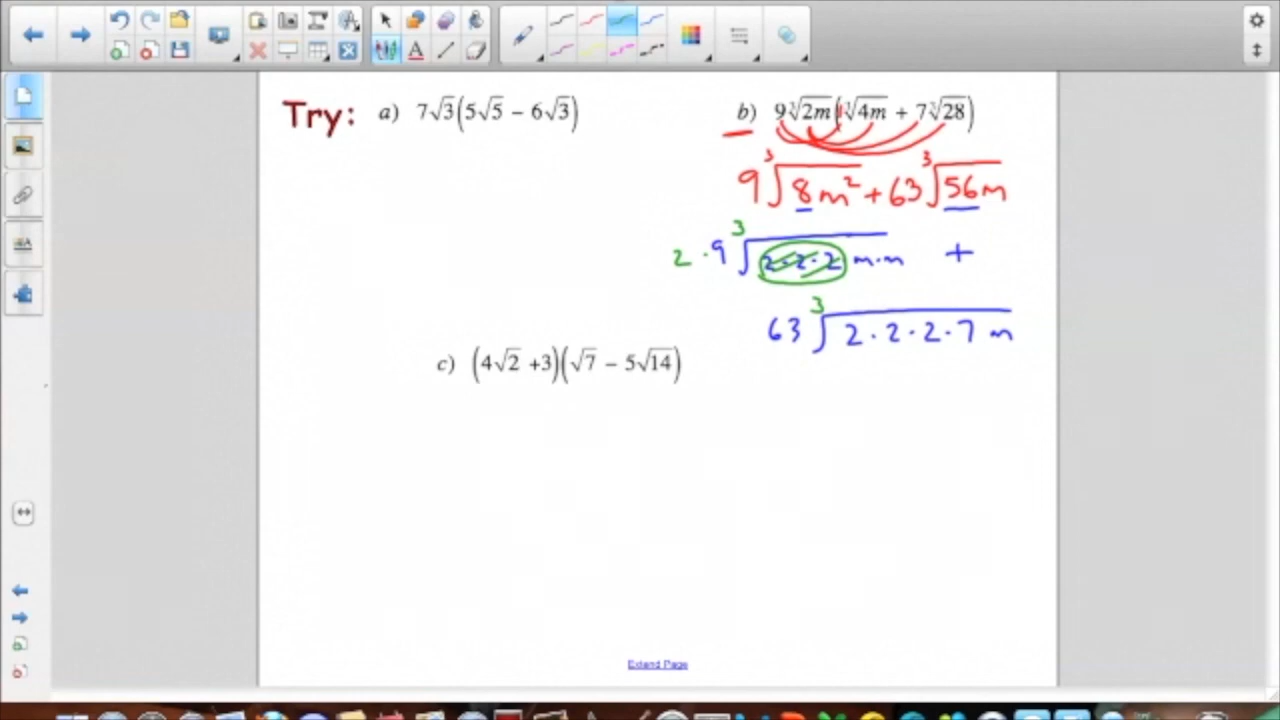 Try: a) 7√3(5√5 − 6√3)
b) 9∛2m(1∛4m + 7∛28)
9∛8m² + 63∛56m
2 · 9∛2·2·2 m·m +
63∛2·2·2·7 m
c) (4√2 +3)(√7 − 5√14)
Extend Page